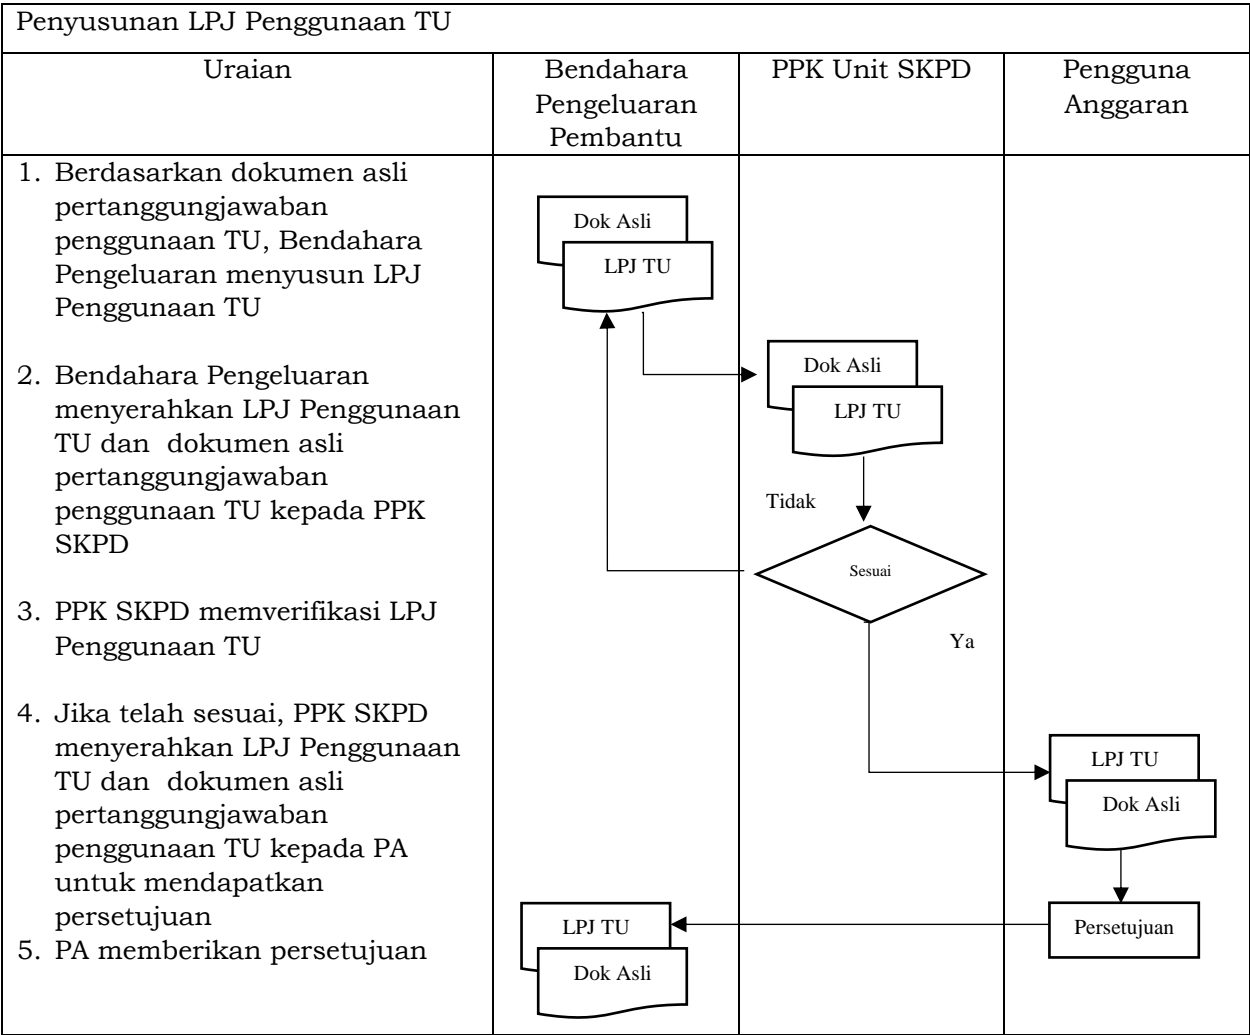 Penyusunan LPJ Penggunaan TU
Uraian
Bendahara
Pengeluaran
Pembantu
PPK Unit SKPD
Pengguna
Anggaran
1. Berdasarkan dokumen asli
pertanggungjawaban
penggunaan TU, Bendahara
Pengeluaran menyusun LPJ
Penggunaan TU
2. Bendahara Pengeluaran
menyerahkan LPJ Penggunaan
TU dan  dokumen asli
pertanggungjawaban
penggunaan TU kepada PPK
SKPD
3. PPK SKPD memverifikasi LPJ
Penggunaan TU
4. Jika telah sesuai, PPK SKPD
menyerahkan LPJ Penggunaan
TU dan  dokumen asli
pertanggungjawaban
penggunaan TU kepada PA
untuk mendapatkan
persetujuan
5. PA memberikan persetujuan
Dok Asli
LPJ TU
Dok Asli
LPJ TU
Tidak
Sesuai
Ya
LPJ TU
Dok Asli
Persetujuan
LPJ TU
Dok Asli